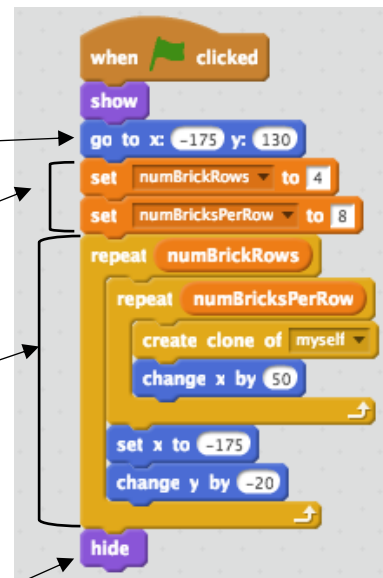 when clicked
show
go to x: -175 y: 130
set numBrickRows to 4
set numBricksPerRow to 8
repeat numBrickRows
repeat numBricksPerRow
create clone of myself
change x by 50
set x to -175
change y by -20
hide